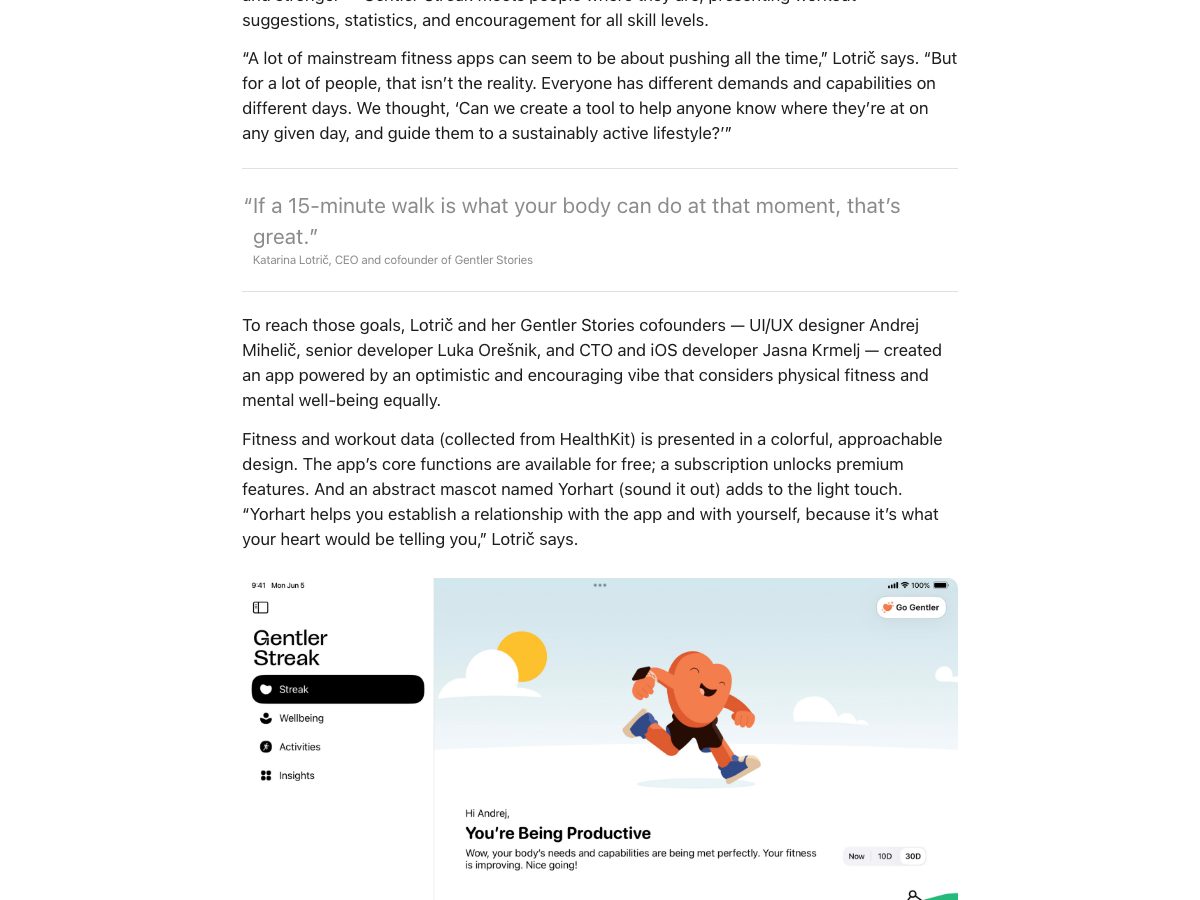 suggestions, statistics, and encouragement for all skill levels.
“A lot of mainstream fitness apps can seem to be about pushing all the time,” Lotrič says. “But
for a lot of people, that isn’t the reality. Everyone has different demands and capabilities on
different days. We thought, ‘Can we create a tool to help anyone know where they’re at on
any given day, and guide them to a sustainably active lifestyle?’”
“If a 15-minute walk is what your body can do at that moment, that’s
great.”
Katarina Lotrič, CEO and cofounder of Gentler Stories
To reach those goals, Lotrič and her Gentler Stories cofounders — UI/UX designer Andrej
Mihelič, senior developer Luka Orešnik, and CTO and iOS developer Jasna Krmelj — created
an app powered by an optimistic and encouraging vibe that considers physical fitness and
mental well-being equally.
Fitness and workout data (collected from HealthKit) is presented in a colorful, approachable
design. The app’s core functions are available for free; a subscription unlocks premium
features. And an abstract mascot named Yorhart (sound it out) adds to the light touch.
“Yorhart helps you establish a relationship with the app and with yourself, because it’s what
your heart would be telling you,” Lotrič says.
9:41 Mon Jun 5
100%
Go Gentler
Gentler
Streak
Streak
Wellbeing
Activities
Insights
Hi Andrej,
You’re Being Productive
Wow, your body’s needs and capabilities are being met perfectly. Your fitness
is improving. Nice going!
Now 10D 30D